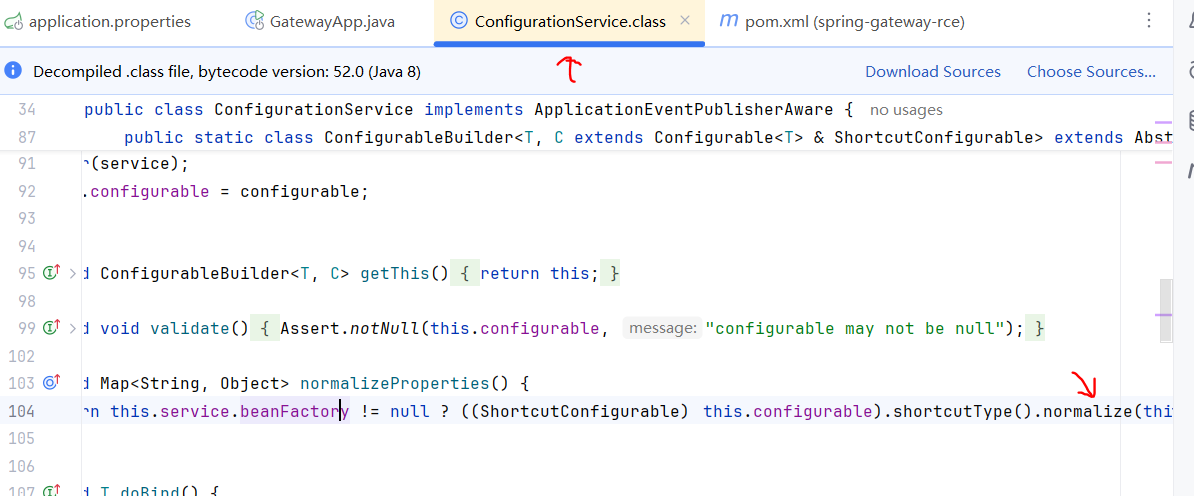 application.properties GatewayApp.java ConfigurationService.class pom.xml (spring-gateway-rce)
Decompiled .class file, bytecode version: 52.0 (Java 8) Download Sources Choose Sources...
34 public class ConfigurationService implements ApplicationEventPublisherAware { no usages
87 public static class ConfigurableBuilder<T, C extends Configurable<T> & ShortcutConfigurable> extends Abst
91 r(service);
92 .configurable = configurable;
93
94
95 d ConfigurableBuilder<T, C> getThis() { return this; }
98
99 d void validate() { Assert.notNull(this.configurable, message: "configurable may not be null"); }
102
103 d Map<String, Object> normalizeProperties() {
104 rn this.service.beanFactory != null ? ((ShortcutConfigurable) this.configurable).shortcutType().normalize(thi
105
106
107 d T doBind() {